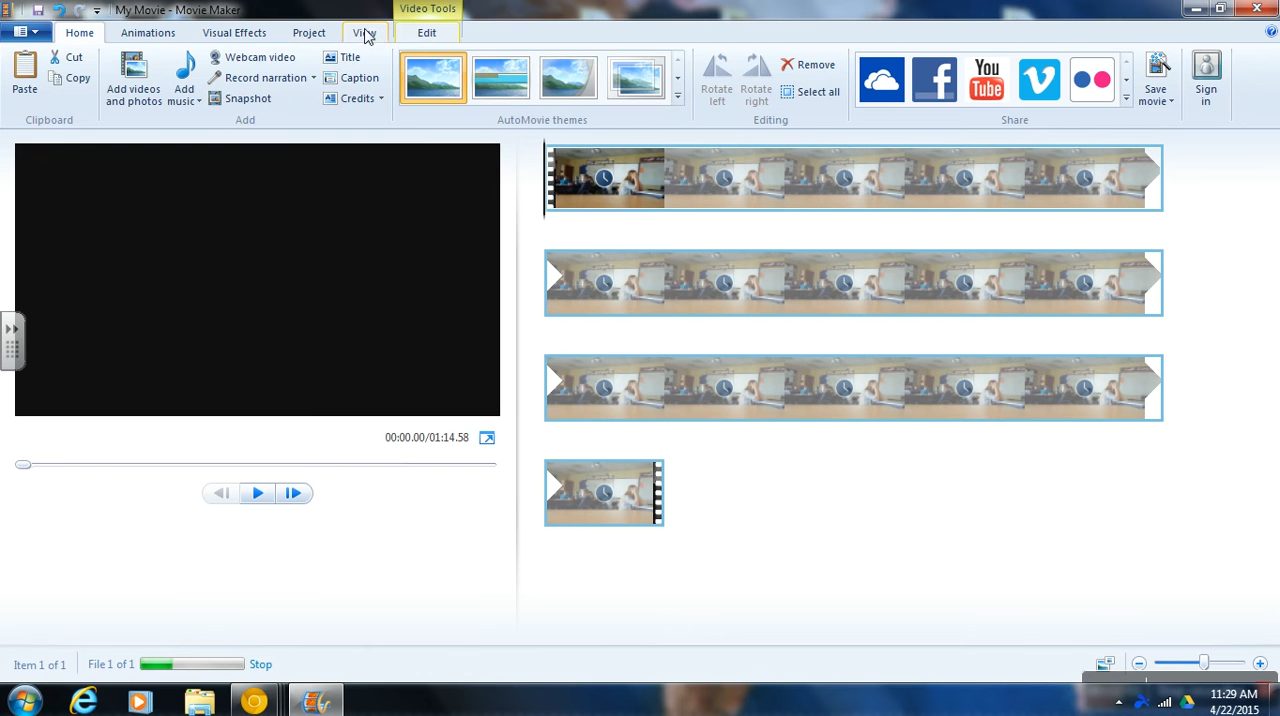 My Movie - Movie Maker
Video Tools
Home
Animations
Visual Effects
Project
View
Edit
Paste
Cut
Copy
Clipboard
Add videos and photos
Add music
Webcam video
Record narration
Snapshot
Title
Caption
Credits
Add
AutoMovie themes
Rotate left
Rotate right
Remove
Select all
Editing
You
Tube
Share
Save movie
Sign in
00:00.00/01:14.58
Item 1 of 1
File 1 of 1
Stop
11:29 AM
4/22/2015